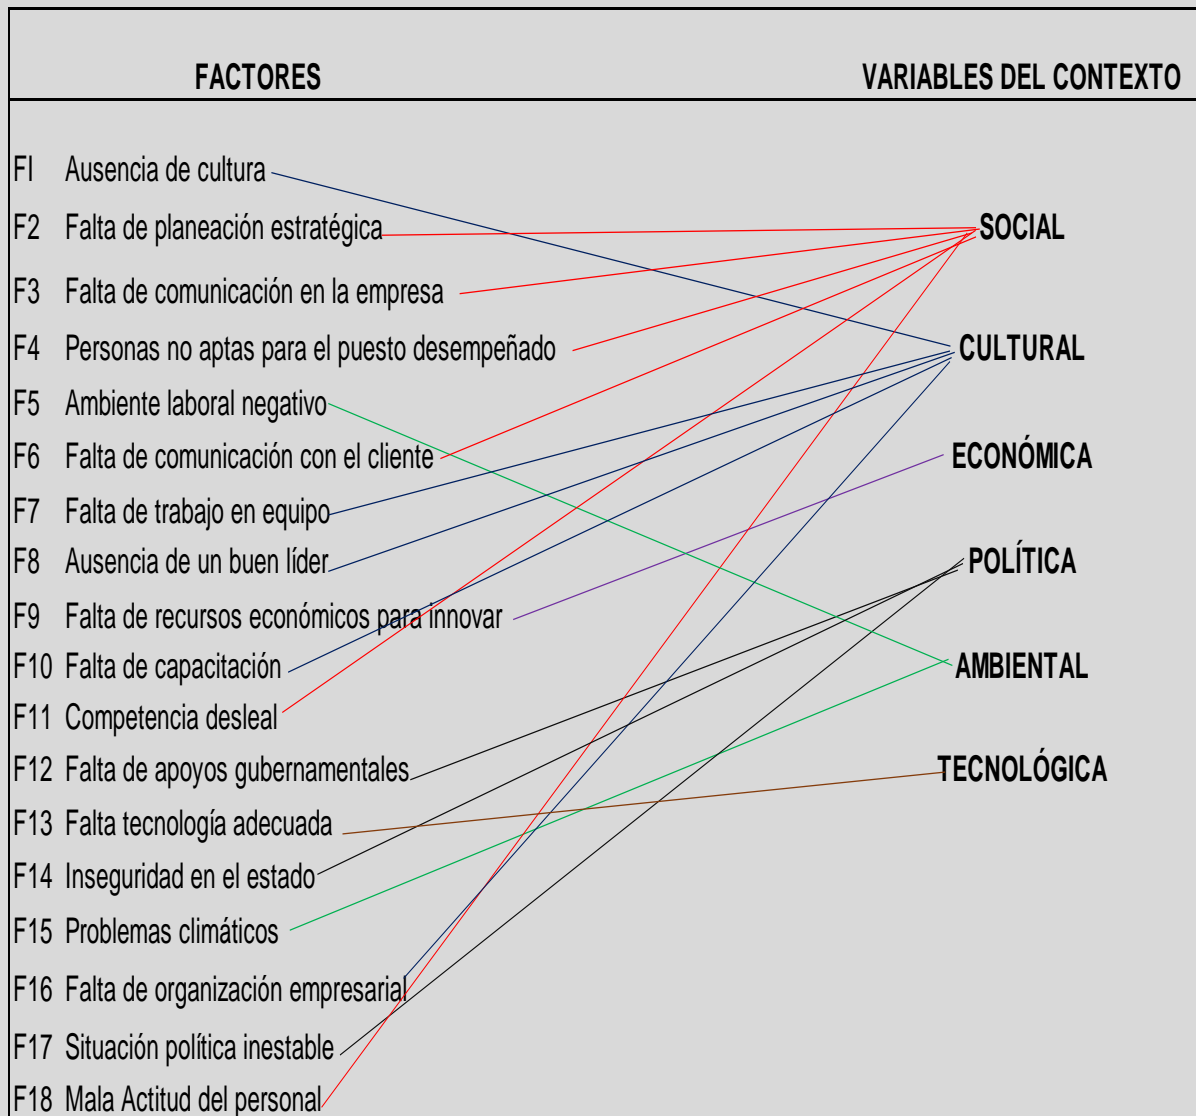 FACTORES VARIABLES DEL CONTEXTO
FI Ausencia de cultura
F2 Falta de planeación estratégica
SOCIAL
F3 Falta de comunicación en la empresa
F4 Personas no aptas para el puesto desempeñado
CULTURAL
F5 Ambiente laboral negativo
F6 Falta de comunicación con el cliente
ECONÓMICA
F7 Falta de trabajo en equipo
F8 Ausencia de un buen líder
POLÍTICA
F9 Falta de recursos económicos para innovar
F10 Falta de capacitación
AMBIENTAL
F11 Competencia desleal
F12 Falta de apoyos gubernamentales
TECNOLÓGICA
F13 Falta tecnología adecuada
F14 Inseguridad en el estado
F15 Problemas climáticos
F16 Falta de organización empresarial
F17 Situación política inestable
F18 Mala Actitud del personal